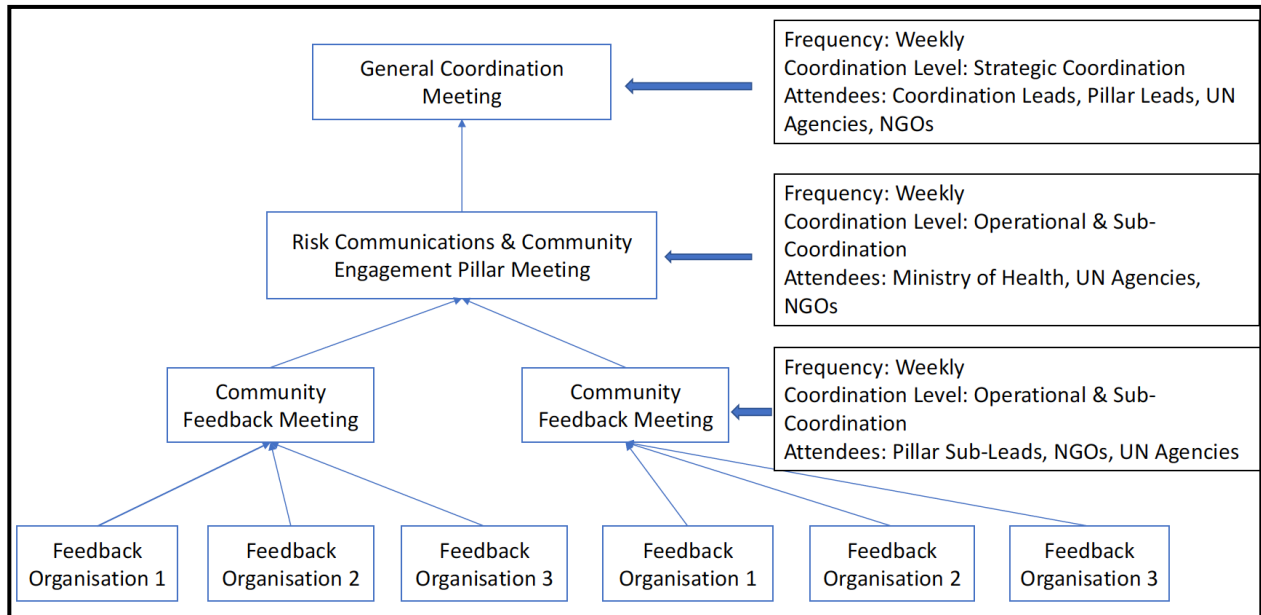 General Coordination
Meeting
Frequency: Weekly
Coordination Level: Strategic Coordination
Attendees: Coordination Leads, Pillar Leads, UN
Agencies, NGOs
Risk Communications & Community
Engagement Pillar Meeting
Frequency: Weekly
Coordination Level: Operational & Sub-
Coordination
Attendees: Ministry of Health, UN Agencies,
NGOs
Community
Feedback Meeting
Community
Feedback Meeting
Frequency: Weekly
Coordination Level: Operational & Sub-
Coordination
Attendees: Pillar Sub-Leads, NGOs, UN Agencies
Feedback
Organisation 1
Feedback
Organisation 2
Feedback
Organisation 3
Feedback
Organisation 1
Feedback
Organisation 2
Feedback
Organisation 3